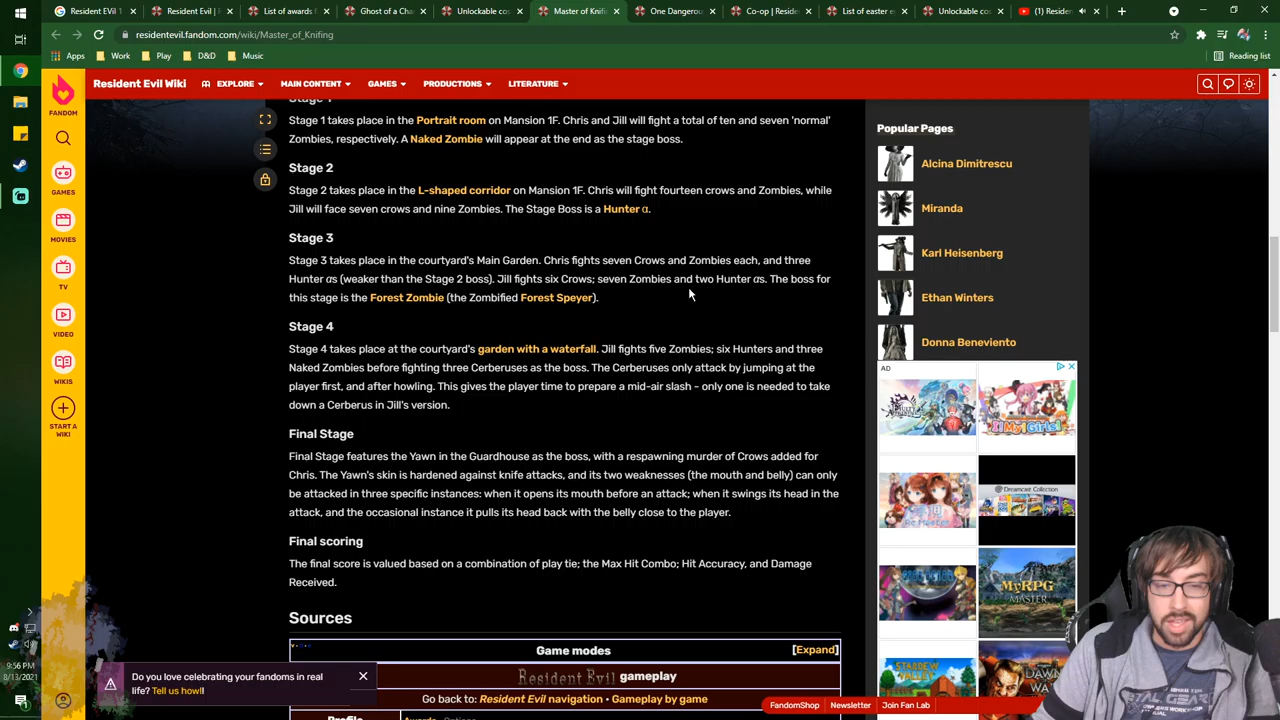 Resident Evil 1
Resident Evil |
List of awards f
Ghost of a Cha
Unlockable cos
Master of Knifin
One Dangerous
Co-op | Resider
List of easter e
Unlockable cos
(1) Residen
resident evil.fandom.com/wiki/Master_of_Knifing
Apps
Work
Play
D&D
Music
Reading list
FANDOM
GAMES
MOVIES
TV
VIDEO
WIKIS
START A
WIKI
Resident Evil Wiki
EXPLORE
MAIN CONTENT
GAMES
PRODUCTIONS
LITERATURE
Stage 1
Stage 1 takes place in the Portrait room on Mansion 1F. Chris and Jill will fight a total of ten and seven 'normal'
Zombies, respectively. A Naked Zombie will appear at the end as the stage boss.
Stage 2
Stage 2 takes place in the L-shaped corridor on Mansion 1F. Chris will fight fourteen crows and Zombies, while
Jill will face seven crows and nine Zombies. The Stage Boss is a Hunter α.
Stage 3
Stage 3 takes place in the courtyard's Main Garden. Chris fights seven Crows and Zombies each, and three
Hunter αs (weaker than the Stage 2 boss). Jill fights six Crows; seven Zombies and two Hunter αs. The boss for
this stage is the Forest Zombie (the Zombified Forest Speyer).
Stage 4
Stage 4 takes place at the courtyard's garden with a waterfall. Jill fights five Zombies; six Hunters and three
Naked Zombies before fighting three Cerberuses as the boss. The Cerberuses only attack by jumping at the
player first, and after howling. This gives the player time to prepare a mid-air slash - only one is needed to take
down a Cerberus in Jill's version.
Final Stage
Final Stage features the Yawn in the Guardhouse as the boss, with a respawning murder of Crows added for
Chris. The Yawn's skin is hardened against knife attacks, and its two weaknesses (the mouth and belly) can only
be attacked in three specific instances: when it opens its mouth before an attack; when it swings its head in the
attack, and the occasional instance it pulls its head back with the belly close to the player.
Final scoring
The final score is valued based on a combination of play tie; the Max Hit Combo; Hit Accuracy, and Damage
Received.
Sources
Game modes
[Expand]
Resident Evil gameplay
Go back to: Resident Evil navigation • Gameplay by game
Popular Pages
Alcina Dimitrescu
Miranda
Karl Heisenberg
Ethan Winters
Donna Beneviento
AD
My! Girls!
Dreamcast Collection
MyRPG
MASTER
STARDEW
VALLEY
DAWN
Do you love celebrating your fandoms in real
life? Tell us how!!
FandomShop
Newsletter
Join Fan Lab
9:56 PM
8/13/2021